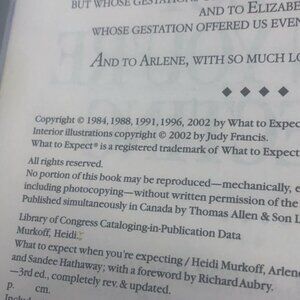 BUT WHOSE GESTATION
AND TO ELIZABE
WHOSE GESTATION OFFERED US EVEN
AND TO ARLENE, WITH SO MUCH LO
Copyright © 1984, 1988, 1991, 1996, 2002 by What to Expec
Interior illustrations copyright © 2002 by Judy Francis.
What to Expect® is a registered trademark of What to Expect
All rights reserved.
No portion of this book may be reproduced—mechanically, e
including photocopying—without written permission of the
Published simultaneously in Canada by Thomas Allen & Son L
Library of Congress Cataloging-in-Publication Data
Murkoff, Heidi.
What to expect when you're expecting / Heidi Murkoff, Arlene
and Sandee Hathaway; with a foreword by Richard Aubry.
—3rd ed., completely rev. & updated.
p. cm.
Includ